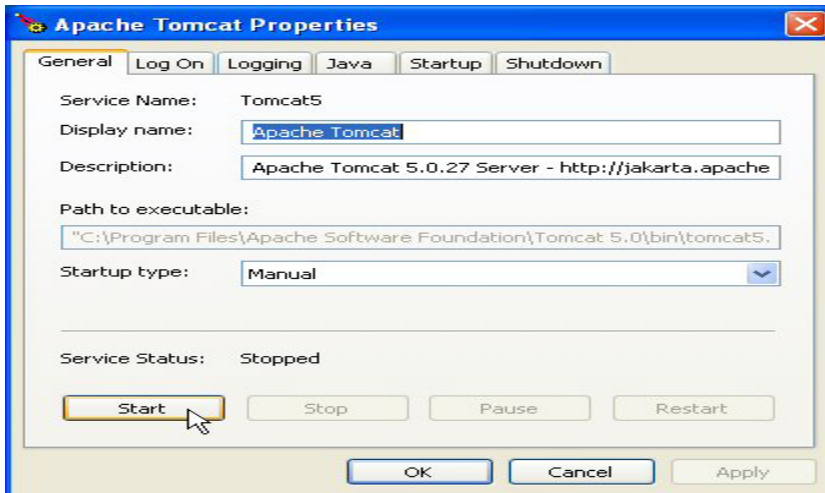 Apache Tomcat Properties
General Log On Logging Java Startup Shutdown
Service Name: Tomcat5
Display name: Apache Tomcat
Description: Apache Tomcat 5.0.27 Server - http://jakarta.apache
Path to executable:
"C:\Program Files\Apache Software Foundation\Tomcat 5.0\bin\tomcat5.
Startup type: Manual
Service Status: Stopped
Start Stop Pause Restart
OK Cancel Apply